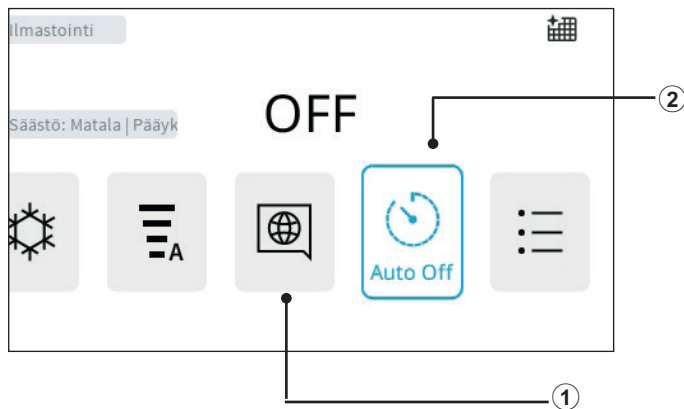 Ilmastointi
OFF
②
Säästö: Matala | Pääyk
A
Auto Off
①